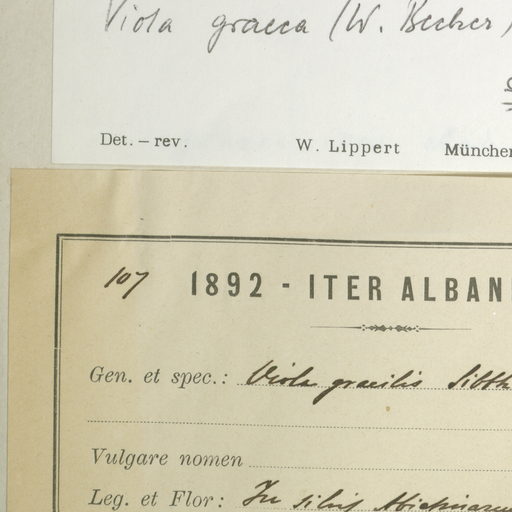 Viola graeca (W. Becker)
Det. – rev. W. Lippert München
107 1892 - ITER ALBAN
Gen. et spec.: Viola gracilis Sibth
Vulgare nomen
Leg. et Flor: In silvis